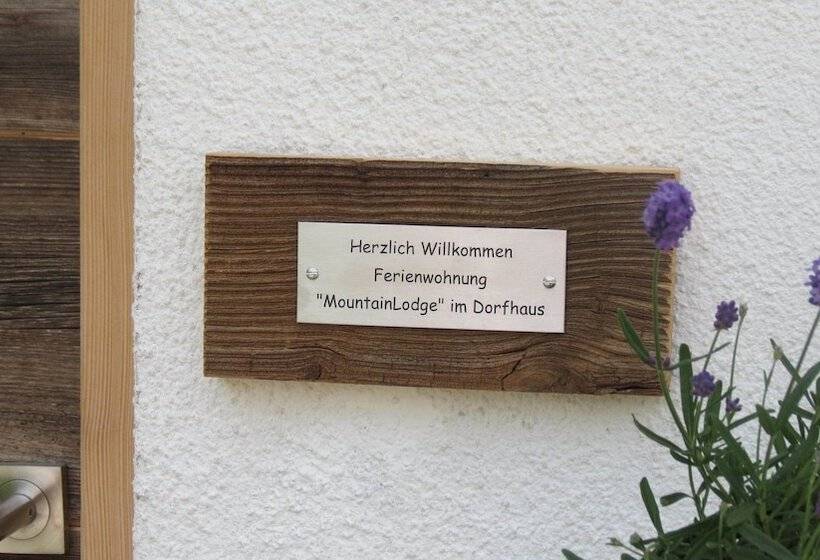 Herzlich Willkommen
Ferienwohnung
"MountainLodge" im Dorfhaus